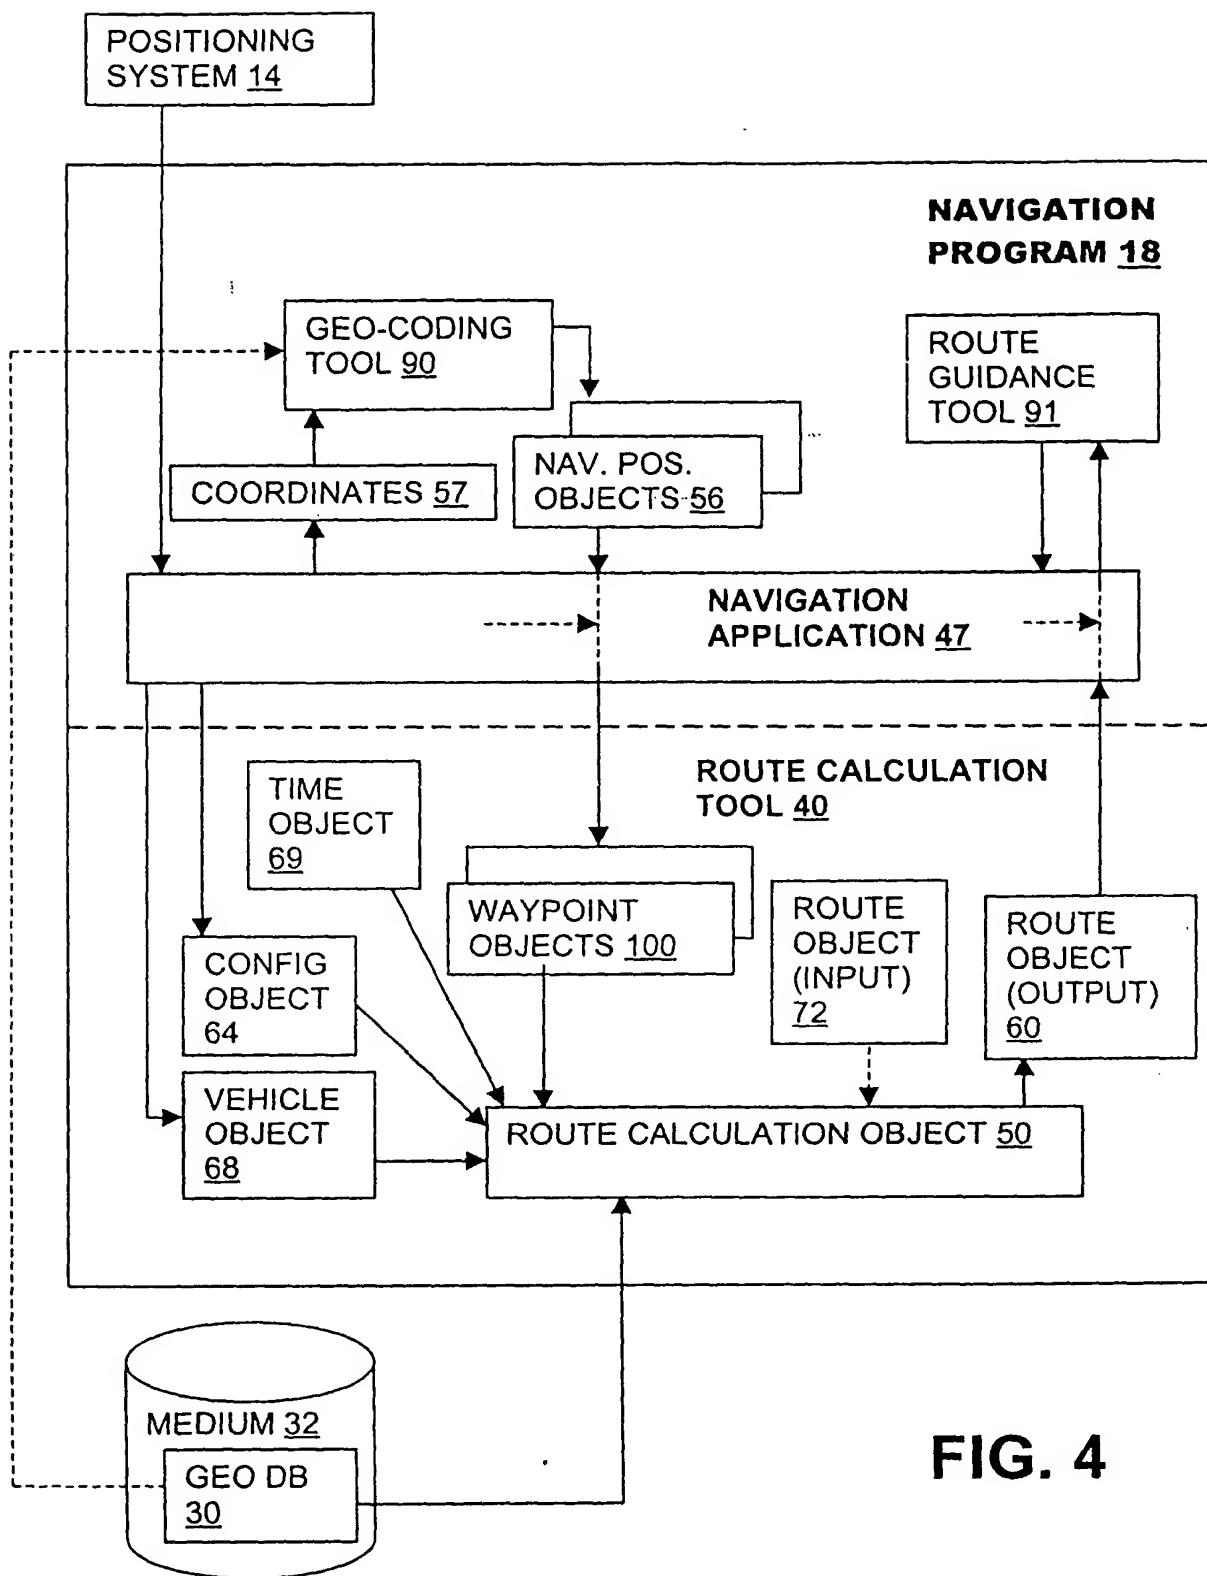 POSITIONING
SYSTEM 14
NAVIGATION
PROGRAM 18
GEO-CODING
TOOL 90
ROUTE
GUIDANCE
TOOL 91
NAV. POS.
OBJECTS 56
COORDINATES 57
NAVIGATION
APPLICATION 47
ROUTE CALCULATION
TOOL 40
TIME
OBJECT
69
WAYPOINT
OBJECTS 100
ROUTE
OBJECT
(INPUT)
72
ROUTE
OBJECT
(OUTPUT)
60
CONFIG
OBJECT
64
VEHICLE
OBJECT
68
ROUTE CALCULATION OBJECT 50
MEDIUM 32
GEO DB
30
FIG. 4